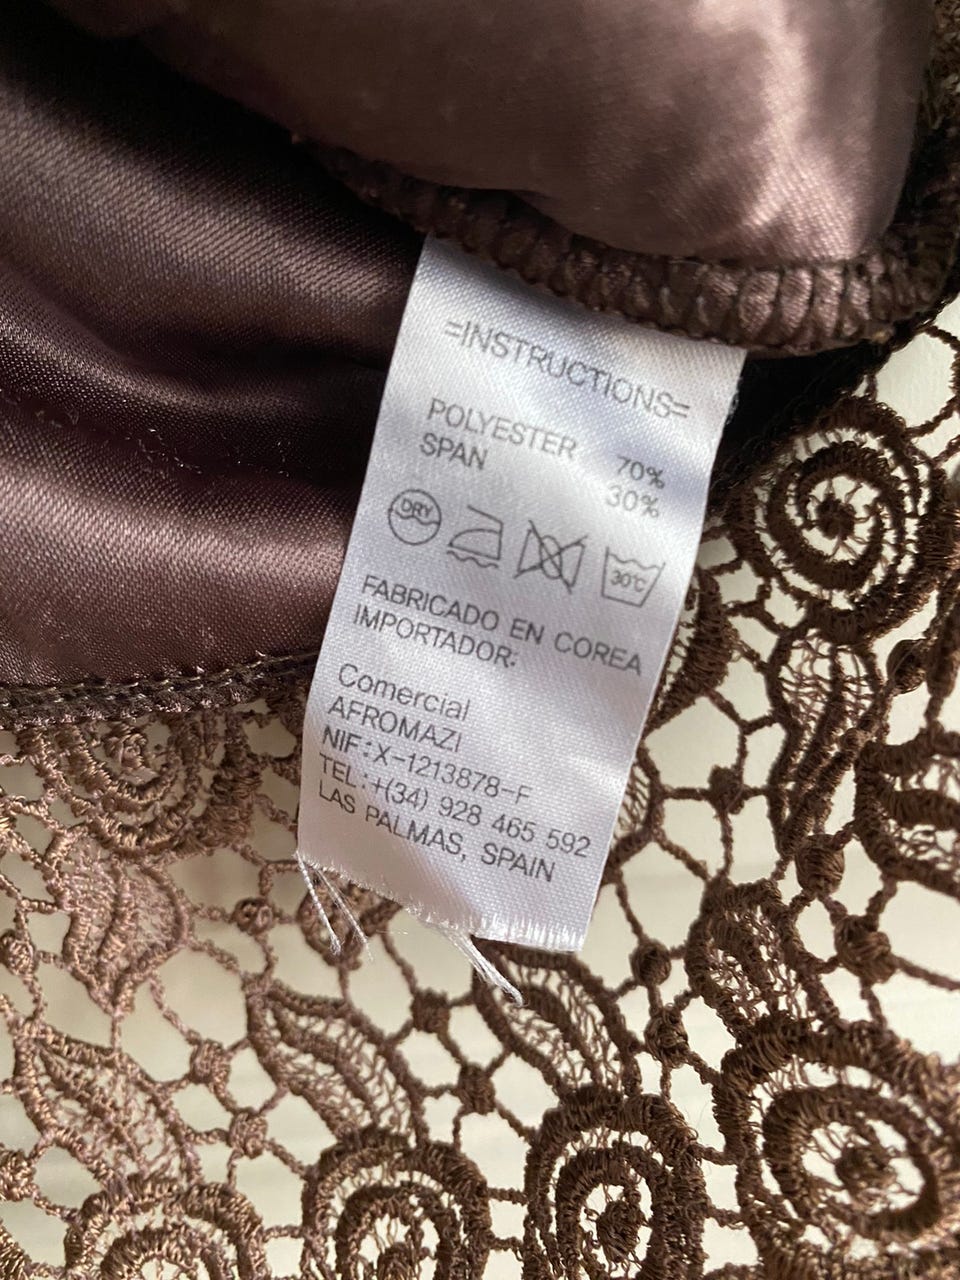 =INSTRUCTIONS=
POLYESTER 70%
SPAN 30%
DRY 30°C
FABRICADO EN COREA
IMPORTADOR:
Comercial
AFROMAZI
NIF:X-1213878-F
TEL:+(34) 928 465 592
LAS PALMAS, SPAIN